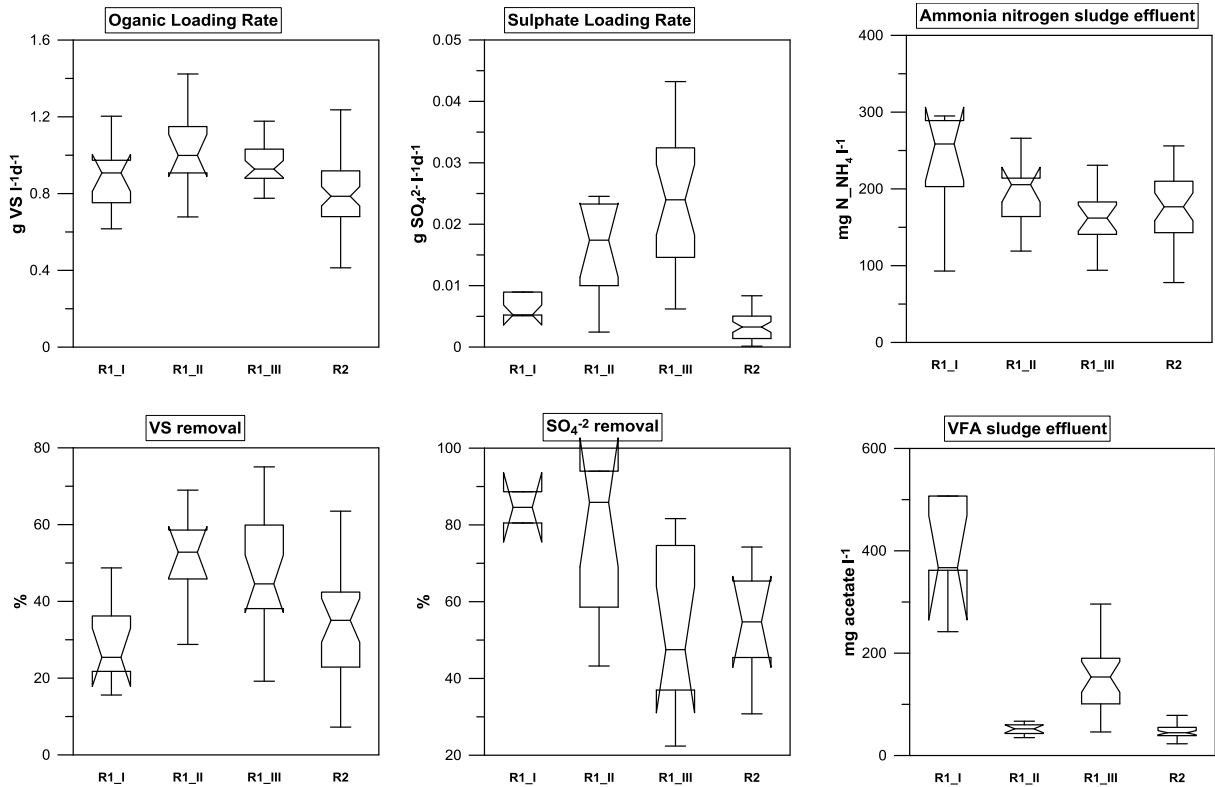 Oganic Loading Rate
g VS l-1d-1
1.6
1.2
0.8
0.4
0
R1_I R1_II R1_III R2
Sulphate Loading Rate
g SO₄²⁻ l⁻¹d⁻¹
0.05
0.04
0.03
0.02
0.01
0
R1_I R1_II R1_III R2
Ammonia nitrogen sludge effluent
mg N_NH₄ l⁻¹
400
300
200
100
0
R1_I R1_II R1_III R2
VS removal
%
80
60
40
20
0
R1_I R1_II R1_III R2
SO₄⁻² removal
%
100
80
60
40
20
R1_I R1_II R1_III R2
VFA sludge effluent
mg acetate l⁻¹
600
400
200
0
R1_I R1_II R1_III R2